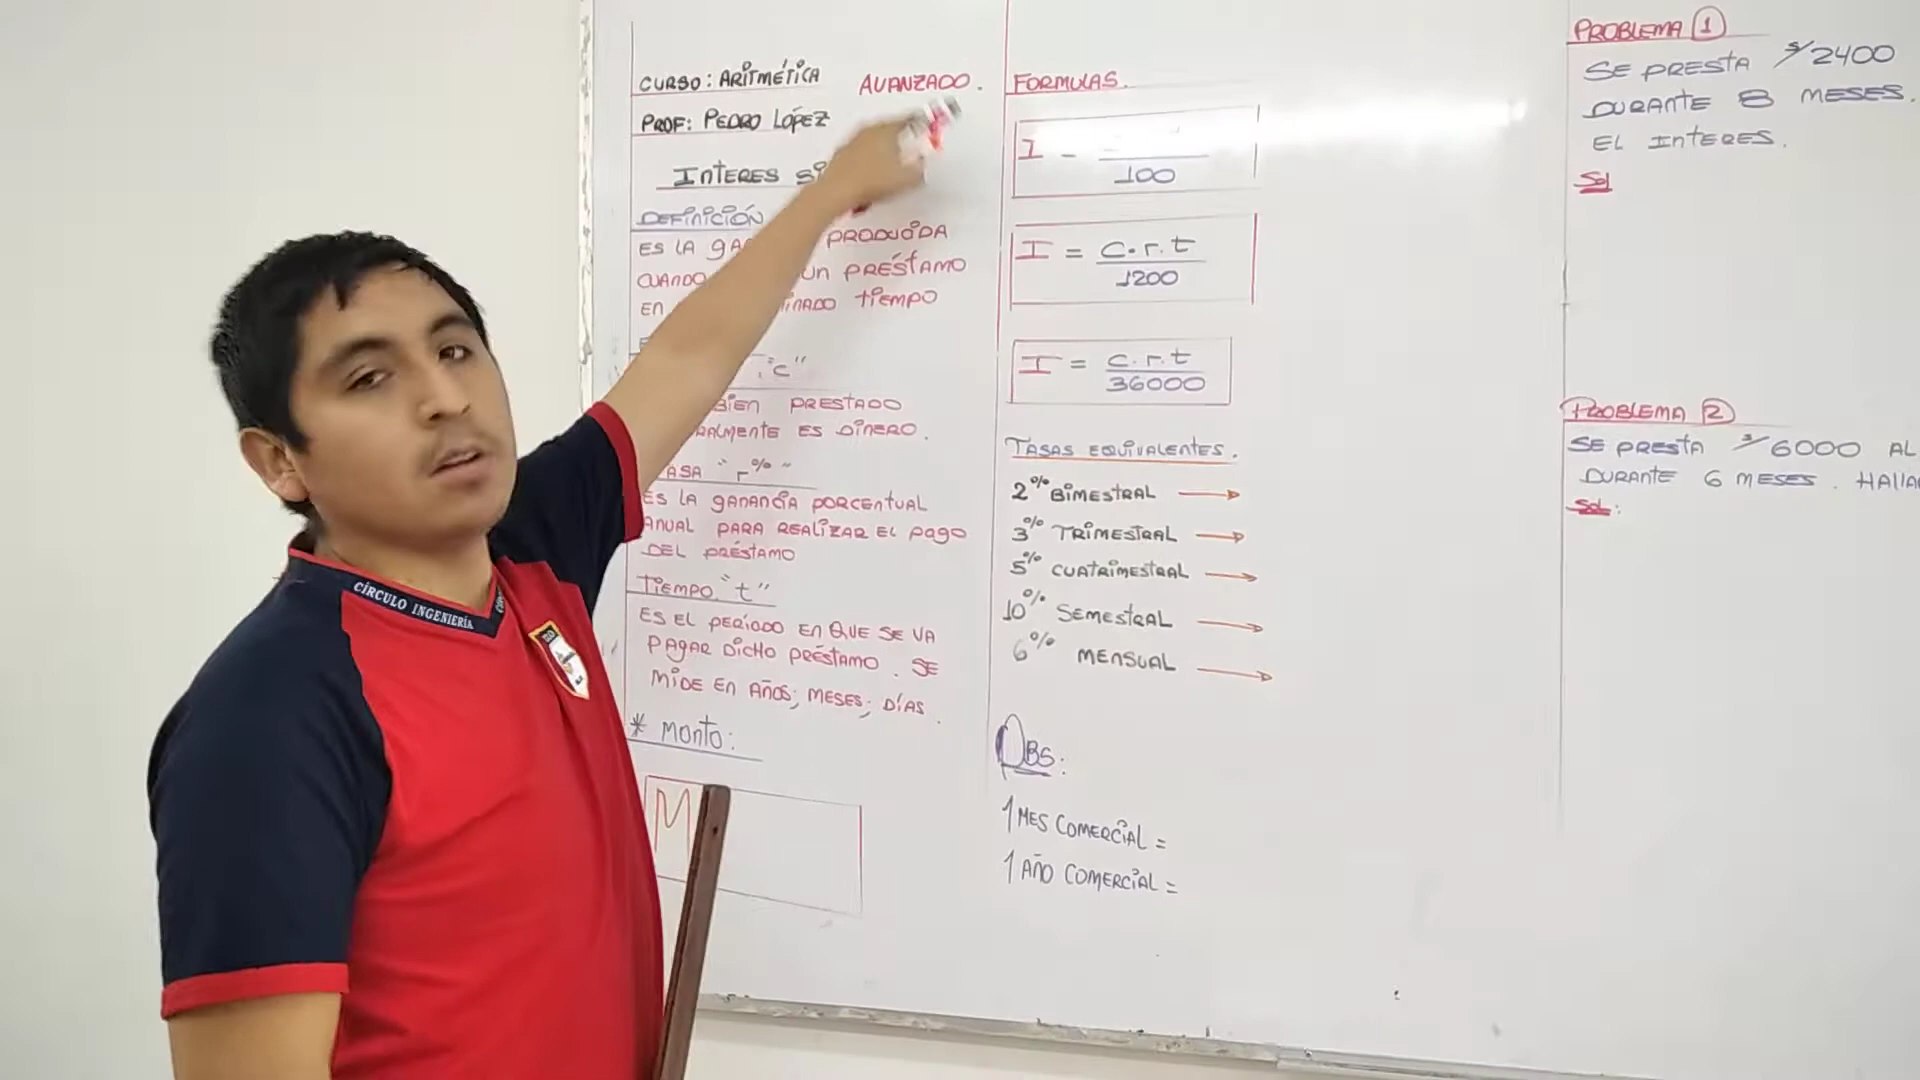 CURSO: ARITMÉTICA AVANZADO.
PROF: PEDRO LÓPEZ
INTERES
DEFINICIÓN
ES LA PRODUCIDA
CUANDO UN PRÉSTAMO
EN TIEMPO
"C"
BIEN PRESTADO
ES DINERO.
"r%"
ES LA GANANCIA PORCENTUAL
ANUAL PARA REALIZAR EL PAGO
DEL PRÉSTAMO
TIEMPO "t"
ES EL PERÍODO EN QUE SE VA
PAGAR DICHO PRÉSTAMO. SE
MIDE EN AÑOS; MESES; DÍAS.
* MONTO:
M
FORMULAS.
I =
100
I = C.r.t
1200
I = C.r.t
36000
TASAS EQUIVALENTES.
2% BIMESTRAL →
3% TRIMESTRAL →
5% CUATRIMESTRAL →
10% SEMESTRAL →
6% MENSUAL →
OBS:
1 MES COMERCIAL =
1 AÑO COMERCIAL =
PROBLEMA 1
SE PRESTA S/2400
DURANTE 8 MESES.
EL INTERES.
Sol
PROBLEMA 2
SE PRESTA S/6000 AL
DURANTE 6 MESES. HALLA
Sol:
CÍRCULO INGENIERÍA